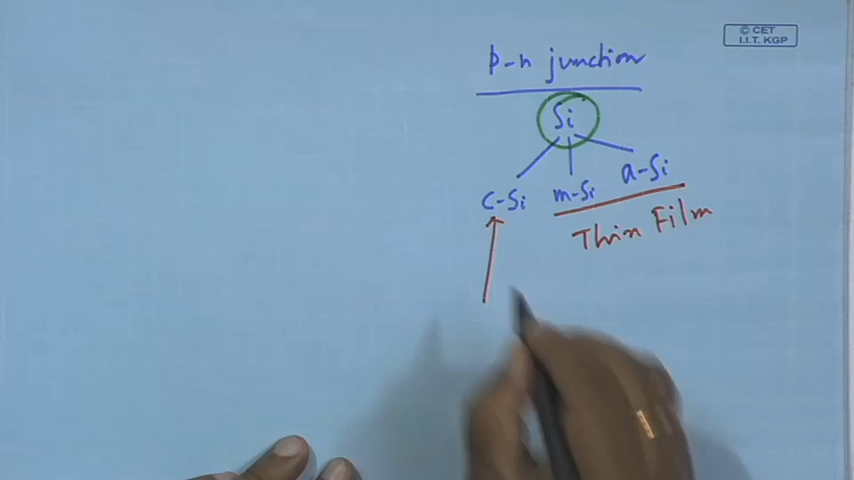 © CET
I.I.T. KGP
p-n junction
Si
c-Si m-Si a-Si
Thin Film